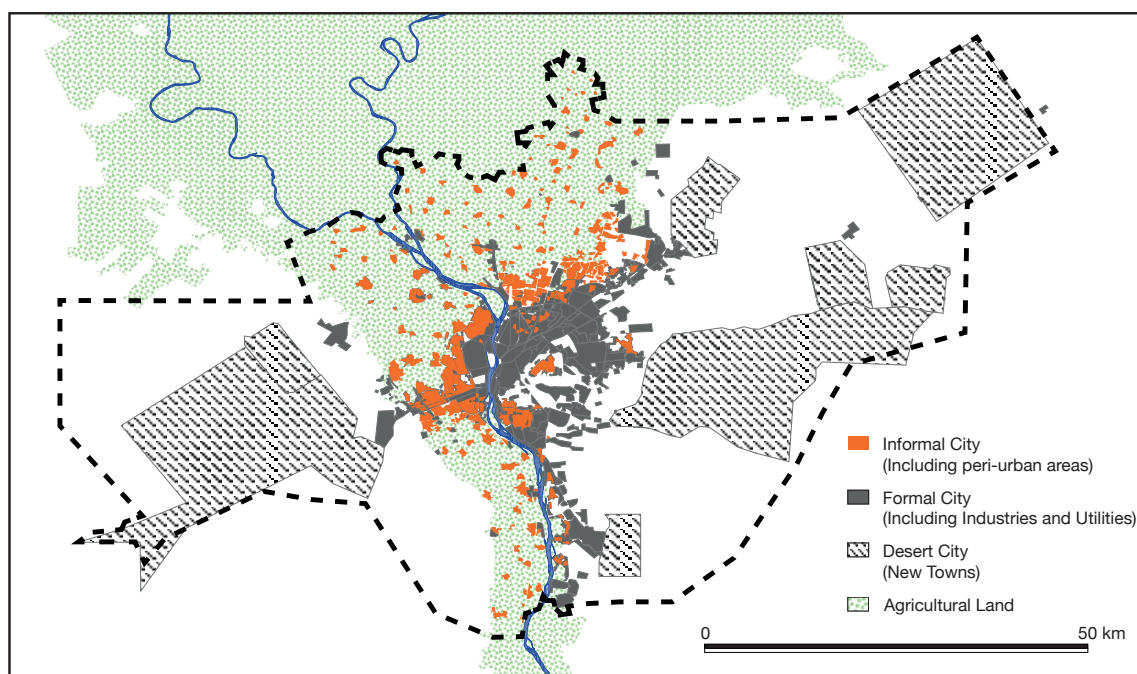 Informal City
(Including peri-urban areas)
Formal City
(Including Industries and Utilities)
Desert City
(New Towns)
Agricultural Land
0 50 km